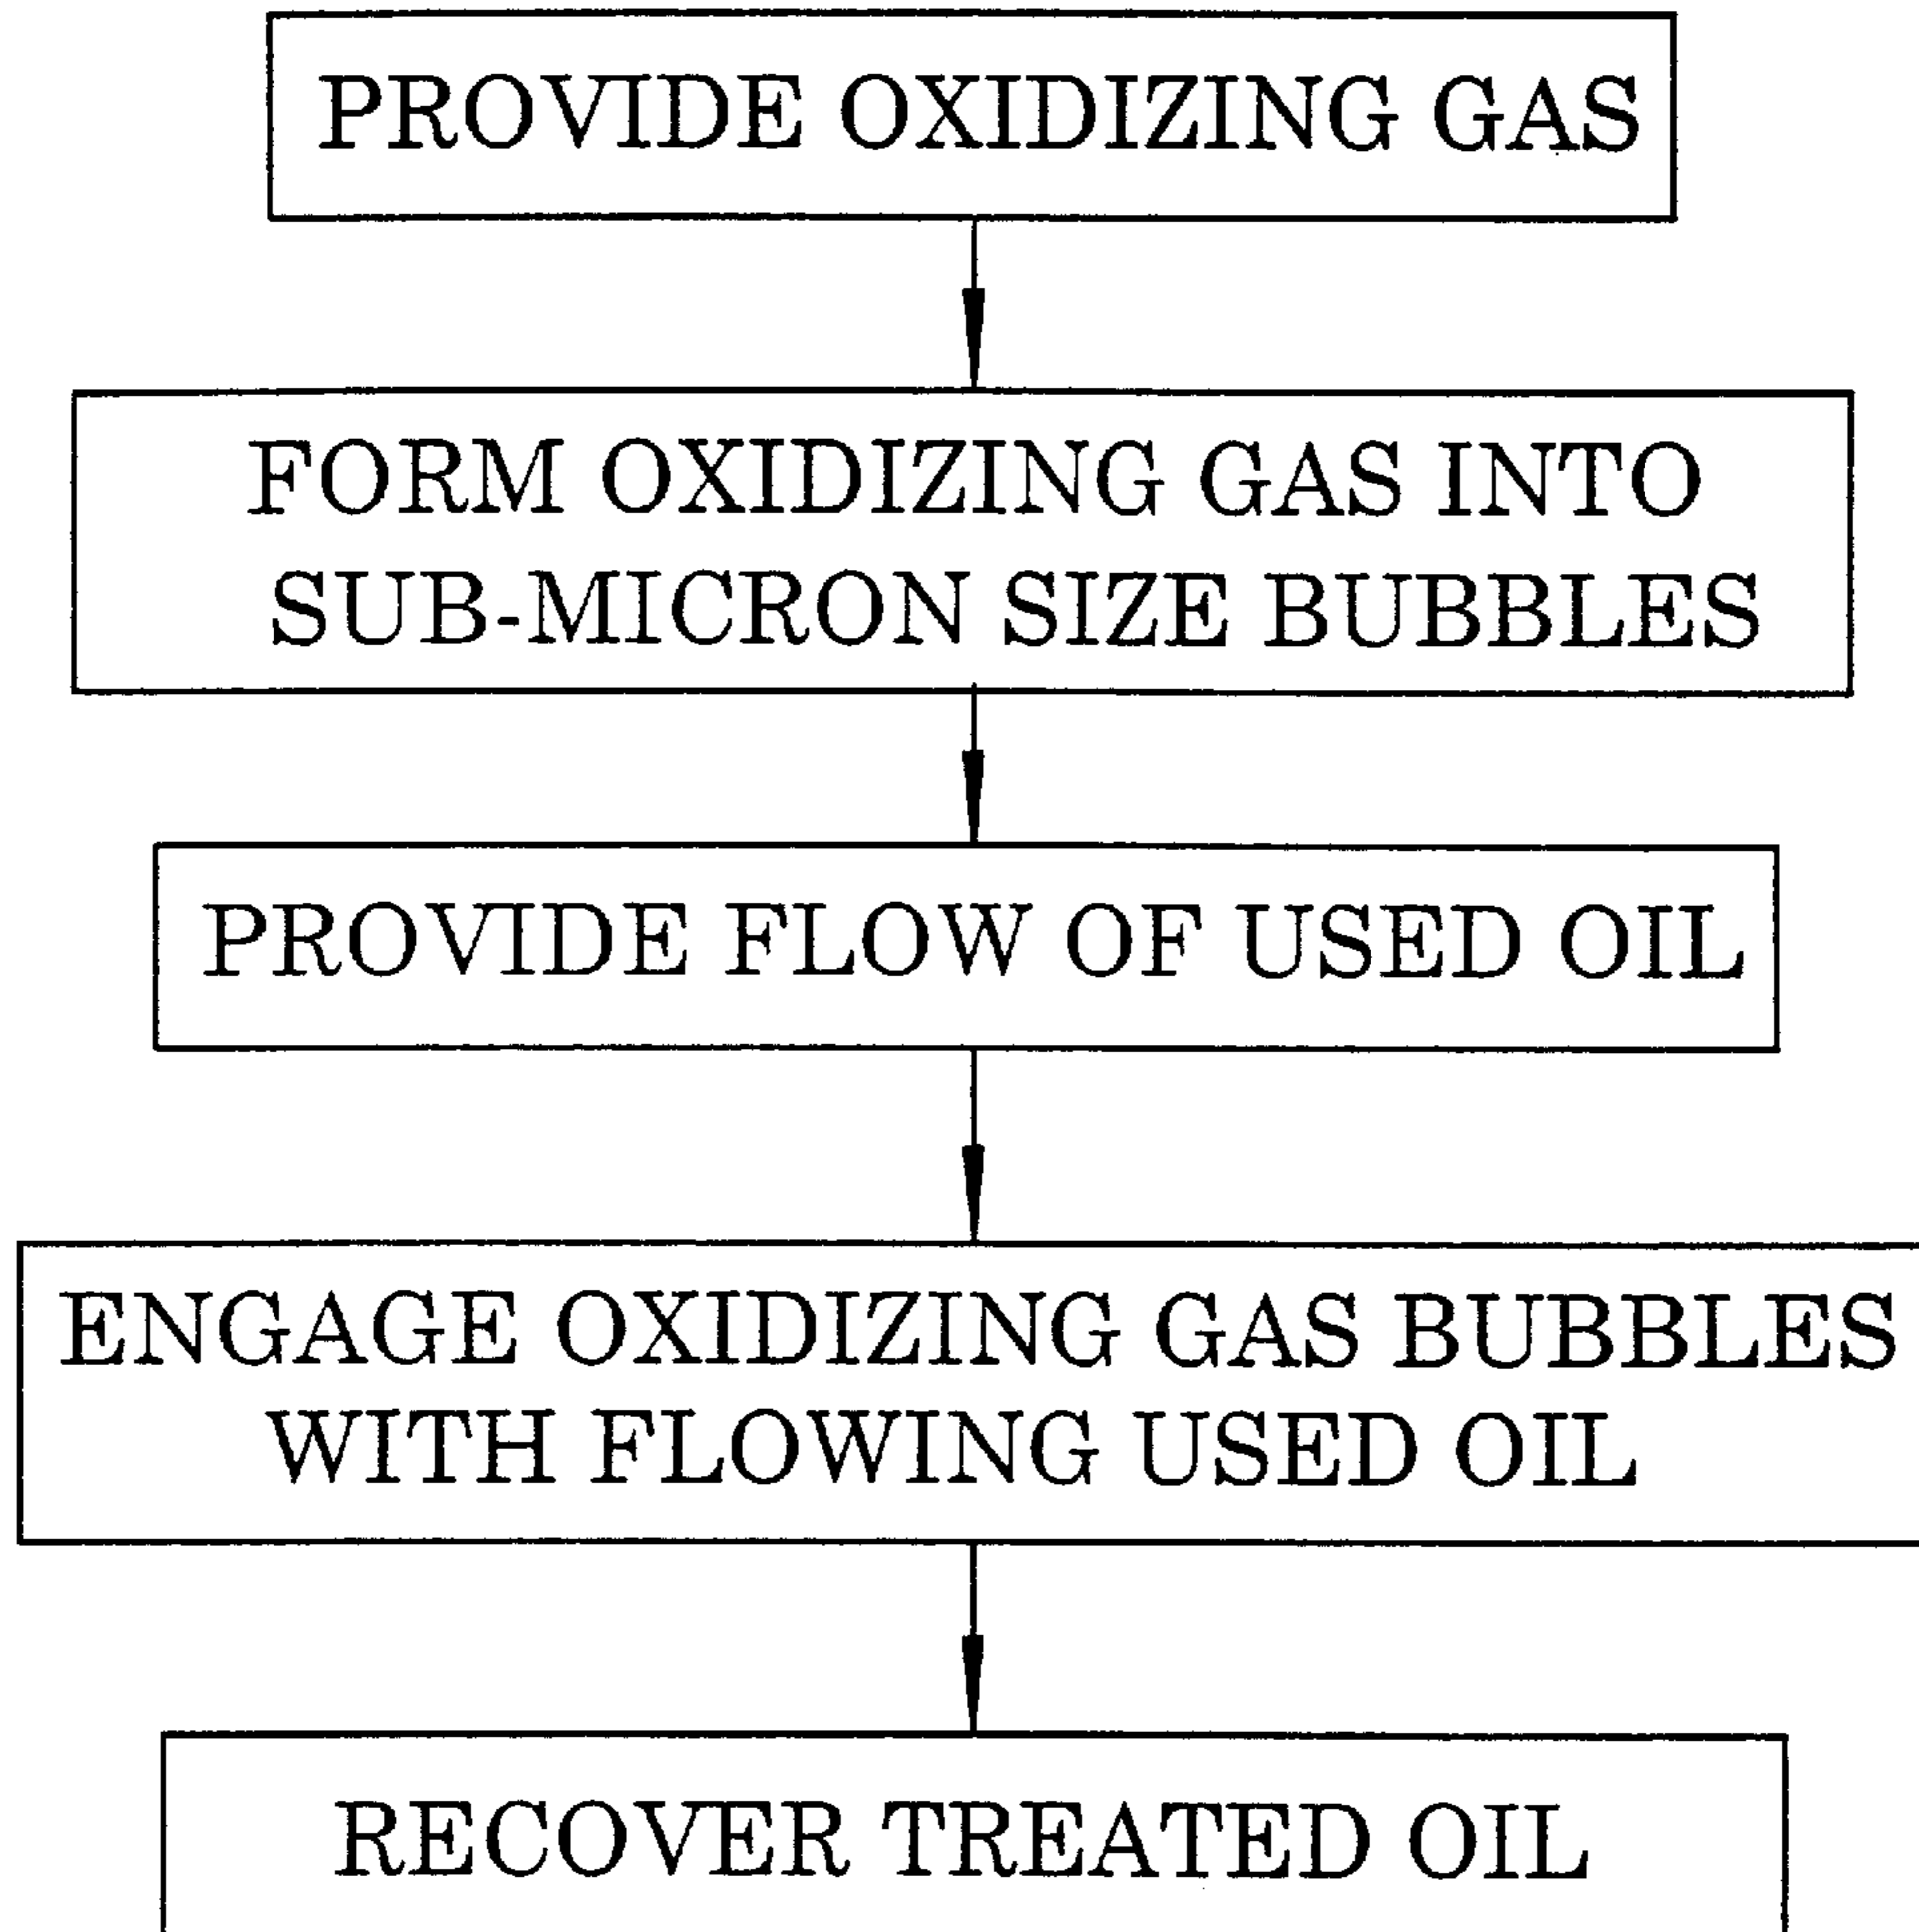 PROVIDE OXIDIZING GAS
FORM OXIDIZING GAS INTO
SUB-MICRON SIZE BUBBLES
PROVIDE FLOW OF USED OIL
ENGAGE OXIDIZING GAS BUBBLES
WITH FLOWING USED OIL
RECOVER TREATED OIL